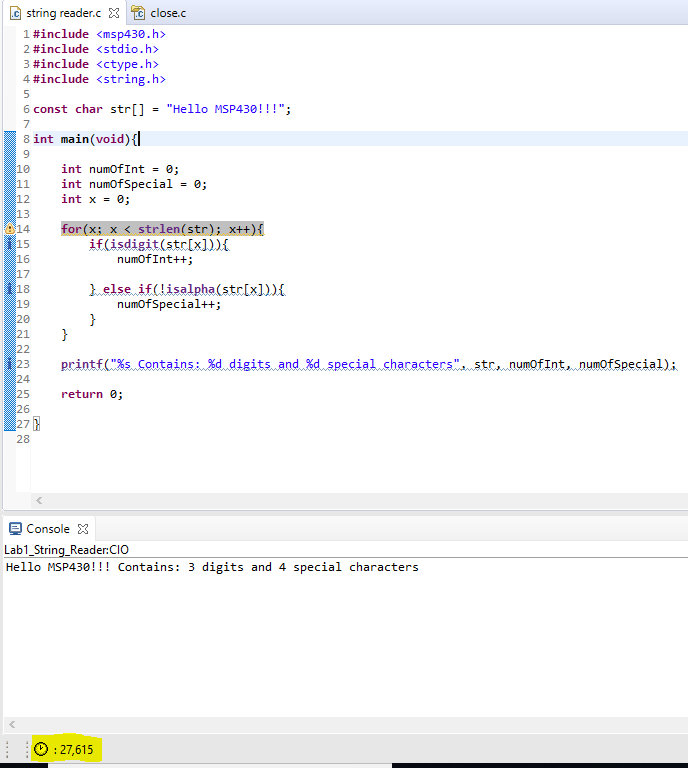 string reader.c close.c
1 #include <msp430.h>
2 #include <stdio.h>
3 #include <ctype.h>
4 #include <string.h>
5
6 const char str[] = "Hello MSP430!!!";
7
8 int main(void){
9
10     int numOfInt = 0;
11     int numOfSpecial = 0;
12     int x = 0;
13
14     for(x; x < strlen(str); x++){
15         if(isdigit(str[x])){
16             numOfInt++;
17
18         } else if(!isalpha(str[x])){
19             numOfSpecial++;
20         }
21     }
22
23     printf("%s Contains: %d digits and %d special characters", str, numOfInt, numOfSpecial);
24
25     return 0;
26
27 }
28
Console
Lab1_String_Reader:CIO
Hello MSP430!!! Contains: 3 digits and 4 special characters
: 27,615